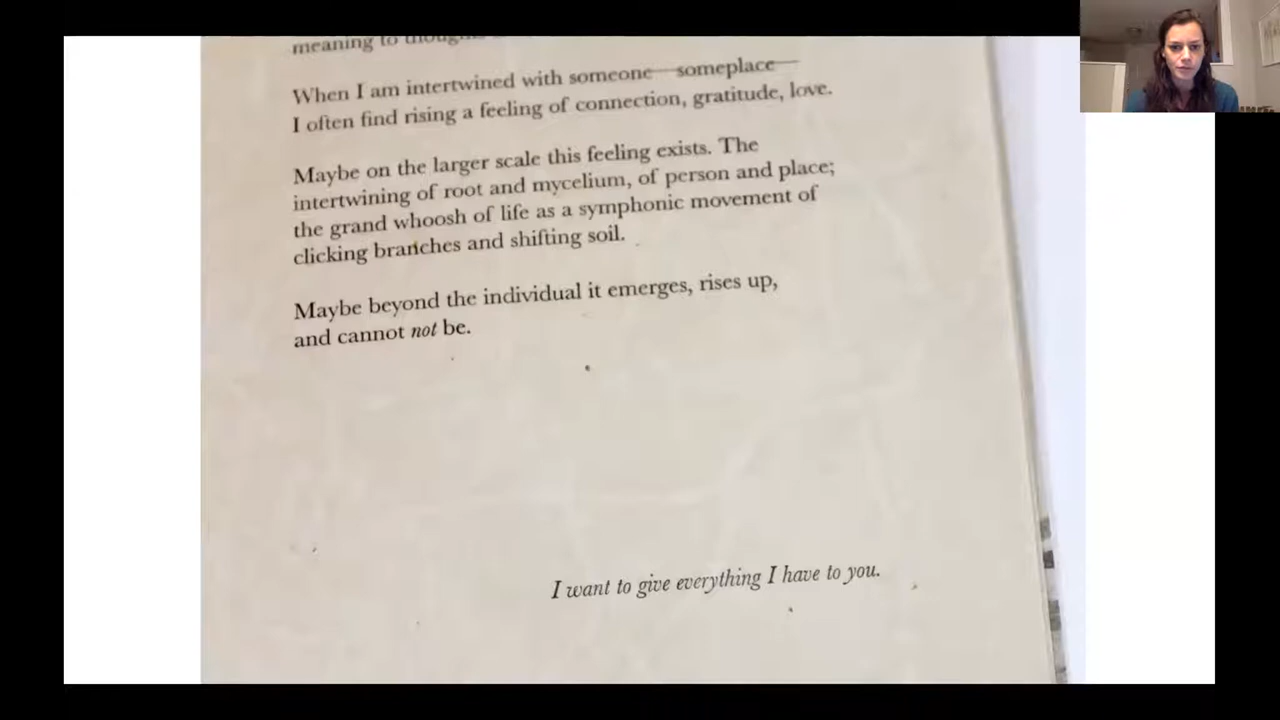 meaning to
When I am intertwined with someone—someplace—
I often find rising a feeling of connection, gratitude, love.
Maybe on the larger scale this feeling exists. The
intertwining of root and mycelium, of person and place;
the grand whoosh of life as a symphonic movement of
clicking branches and shifting soil.
Maybe beyond the individual it emerges, rises up,
and cannot not be.
I want to give everything I have to you.